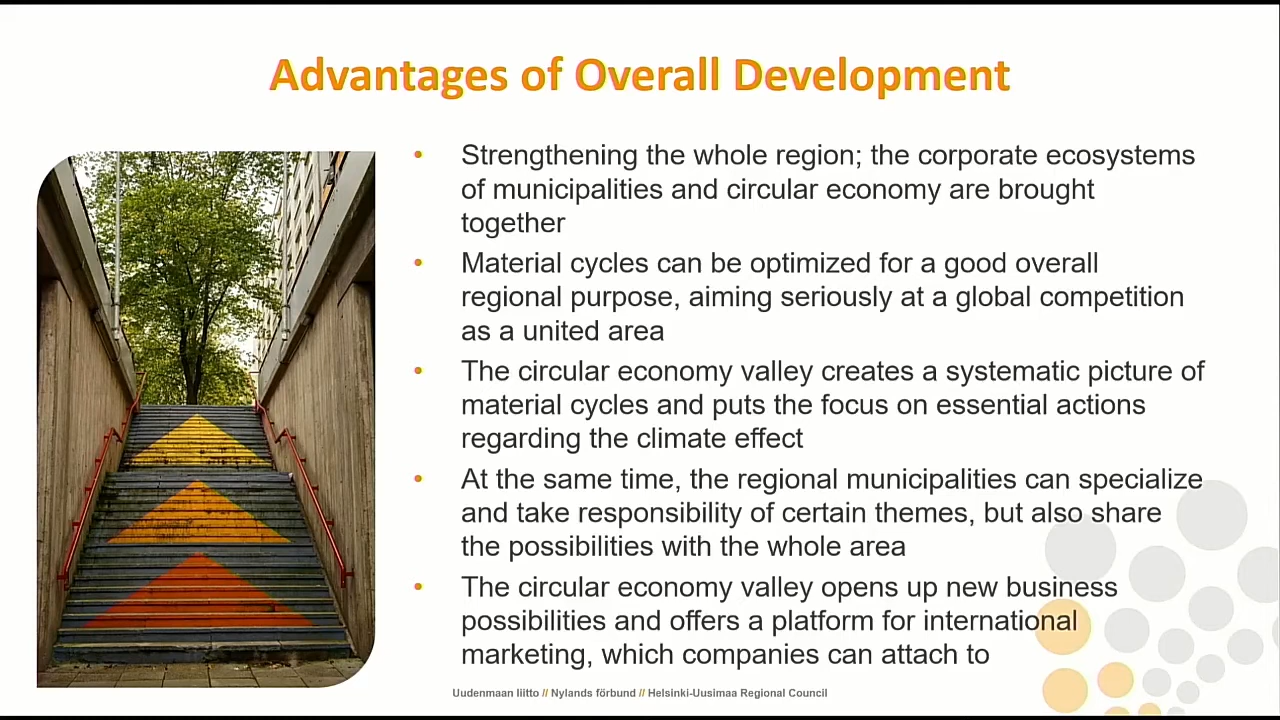 Advantages of Overall Development
• Strengthening the whole region; the corporate ecosystems
of municipalities and circular economy are brought
together
• Material cycles can be optimized for a good overall
regional purpose, aiming seriously at a global competition
as a united area
• The circular economy valley creates a systematic picture of
material cycles and puts the focus on essential actions
regarding the climate effect
• At the same time, the regional municipalities can specialize
and take responsibility of certain themes, but also share
the possibilities with the whole area
• The circular economy valley opens up new business
possibilities and offers a platform for international
marketing, which companies can attach to
Uudenmaan liitto // Nylands förbund // Helsinki-Uusimaa Regional Council